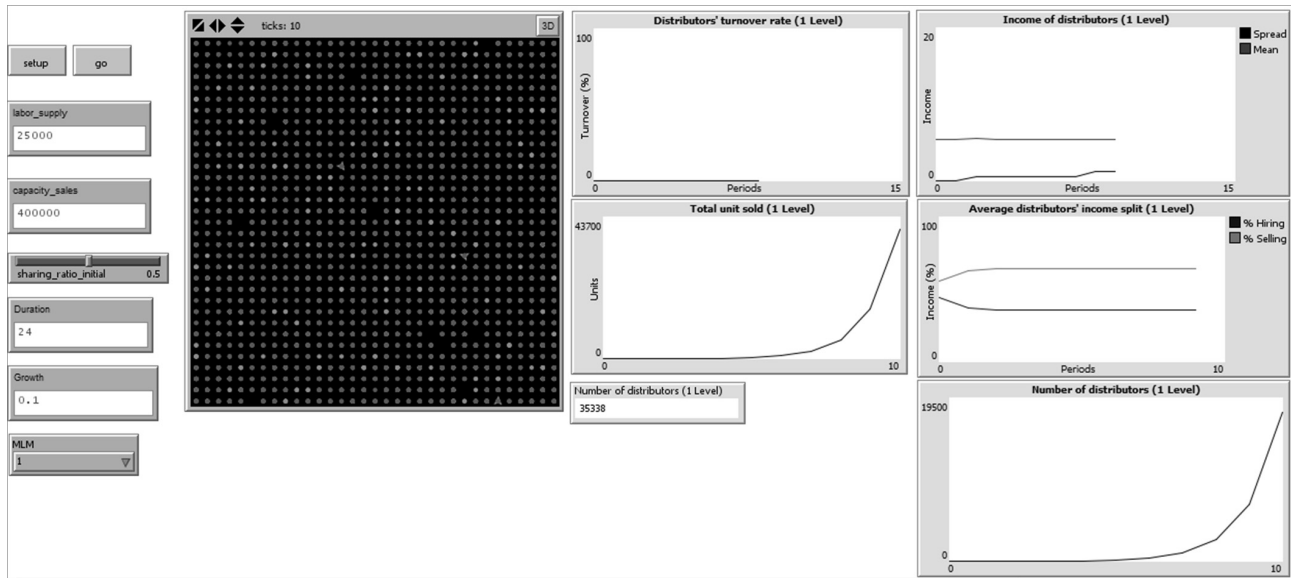 setup
go
labor_supply
25000
capacity_sales
400000
sharing_ratio_initial 0.5
Duration
24
Growth
0.1
MLM
1
ticks: 10
3D
Distributors' turnover rate (1 Level)
100
Turnover (%)
0
0
Periods
15
Income of distributors (1 Level)
20
Income
0
0
Periods
15
Spread
Mean
Total unit sold (1 Level)
43700
Units
0
0
10
Average distributors' income split (1 Level)
100
Income (%)
0
0
Periods
10
% Hiring
% Selling
Number of distributors (1 Level)
35338
Number of distributors (1 Level)
19500
0
0
10